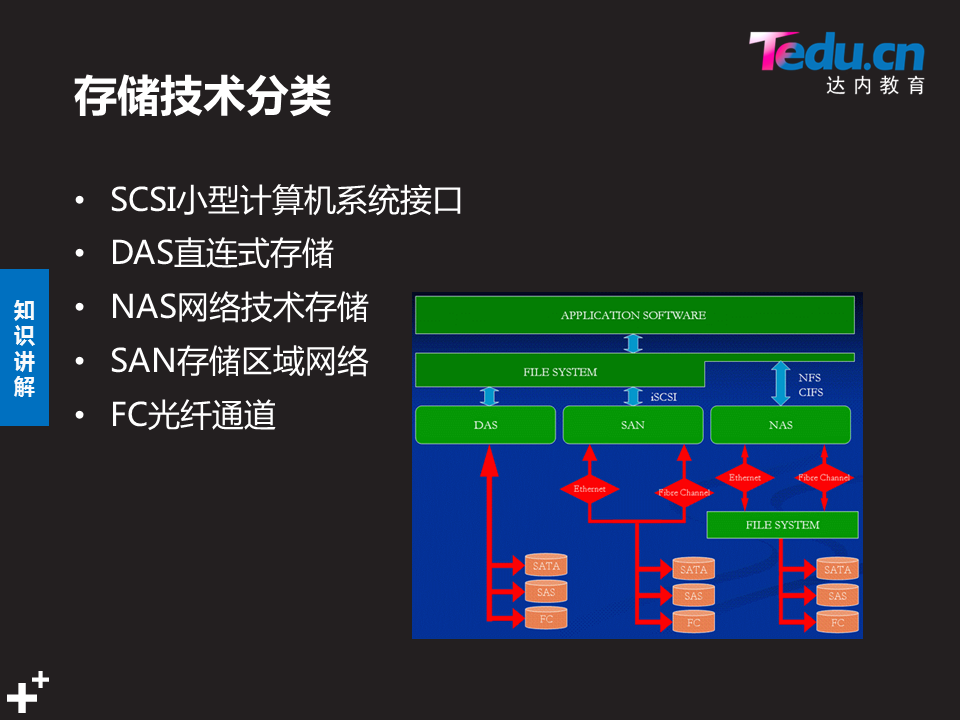 Tedu.cn
达内教育
存储技术分类
• SCSI小型计算机系统接口
• DAS直连式存储
• NAS网络技术存储
• SAN存储区域网络
• FC光纤通道
知
识
讲
解
APPLICATION SOFTWARE
FILE SYSTEM
NFS
CIFS
iSCSI
DAS
SAN
NAS
Ethernet
Fibre Channel
Ethernet
Fibre Channel
FILE SYSTEM
SATA
SAS
FC
SATA
SAS
FC
SATA
SAS
FC